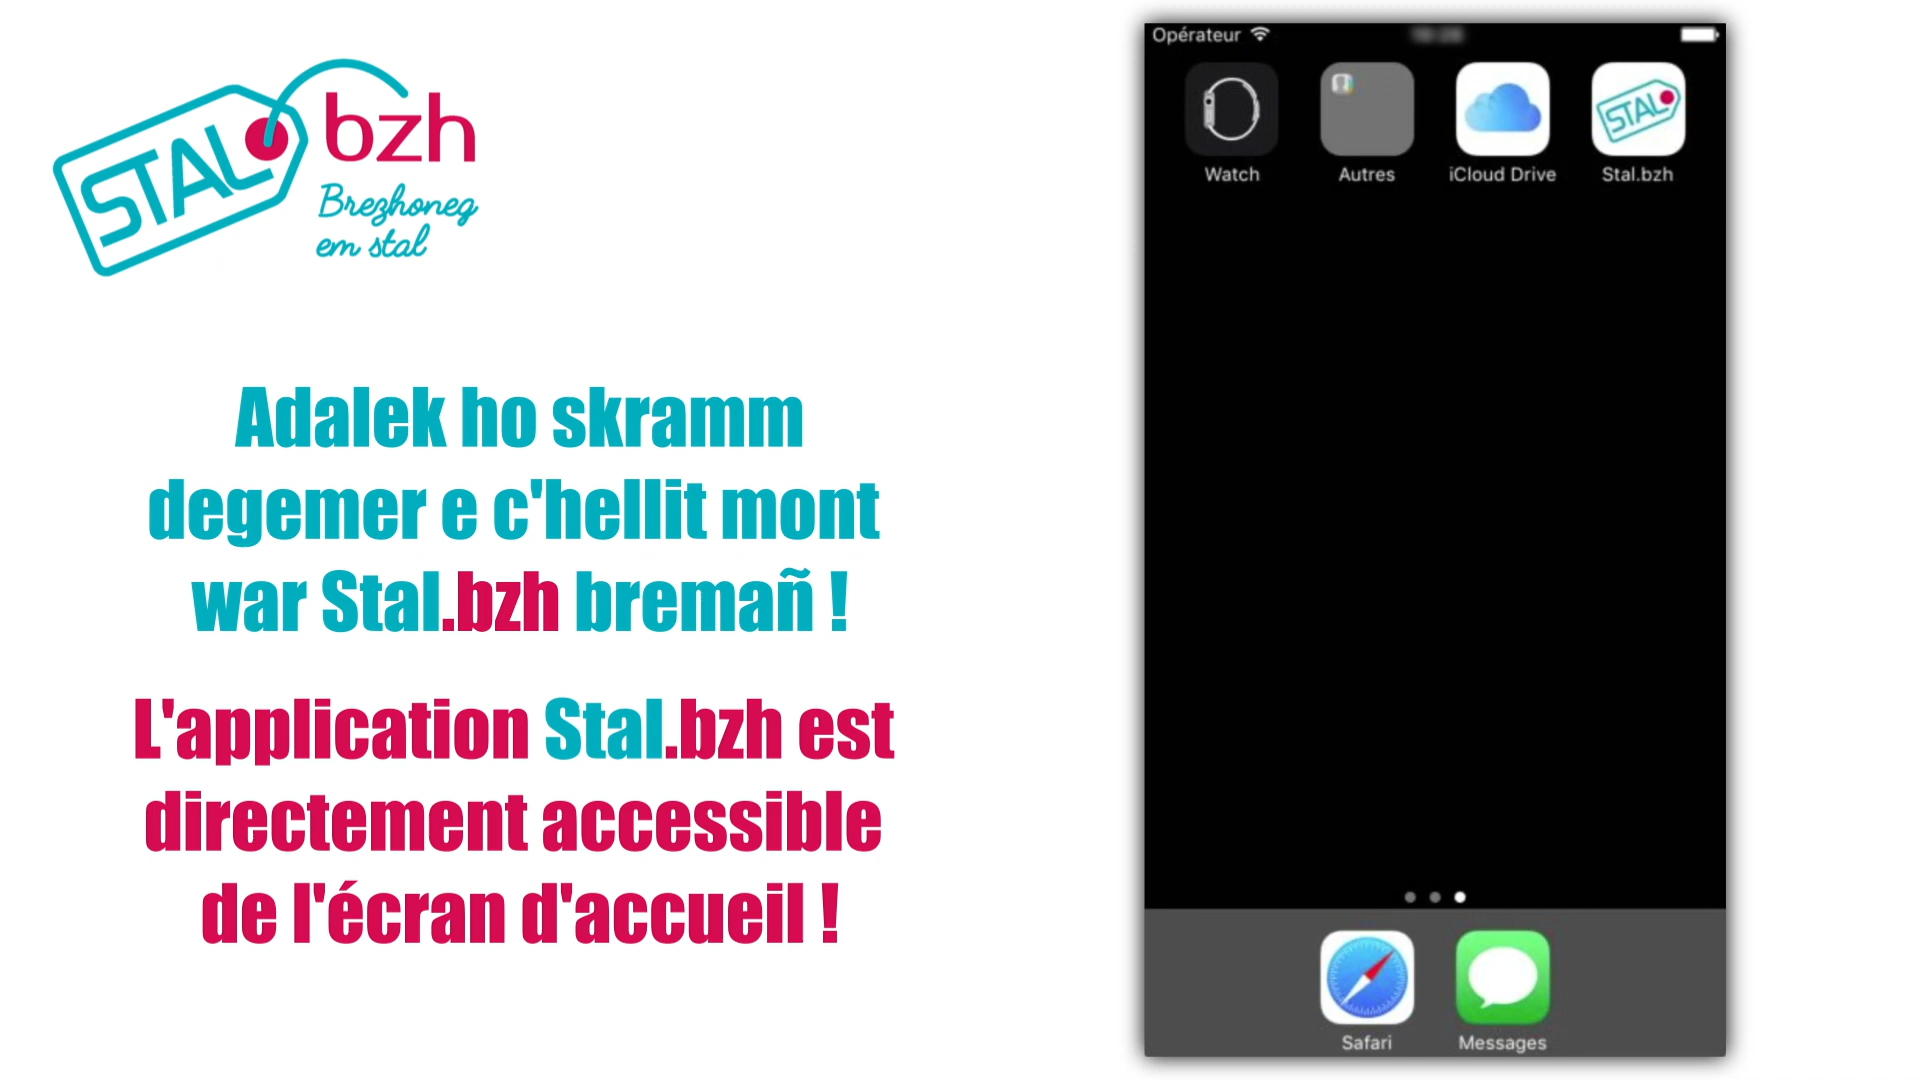 STAL bzh
Brezhoneg
em stal
Adalek ho skramm
degemer e c'hellit mont
war Stal.bzh bremañ !
L'application Stal.bzh est
directement accessible
de l'écran d'accueil !
Opérateur
STAL
Watch Autres iCloud Drive Stal.bzh
Safari Messages